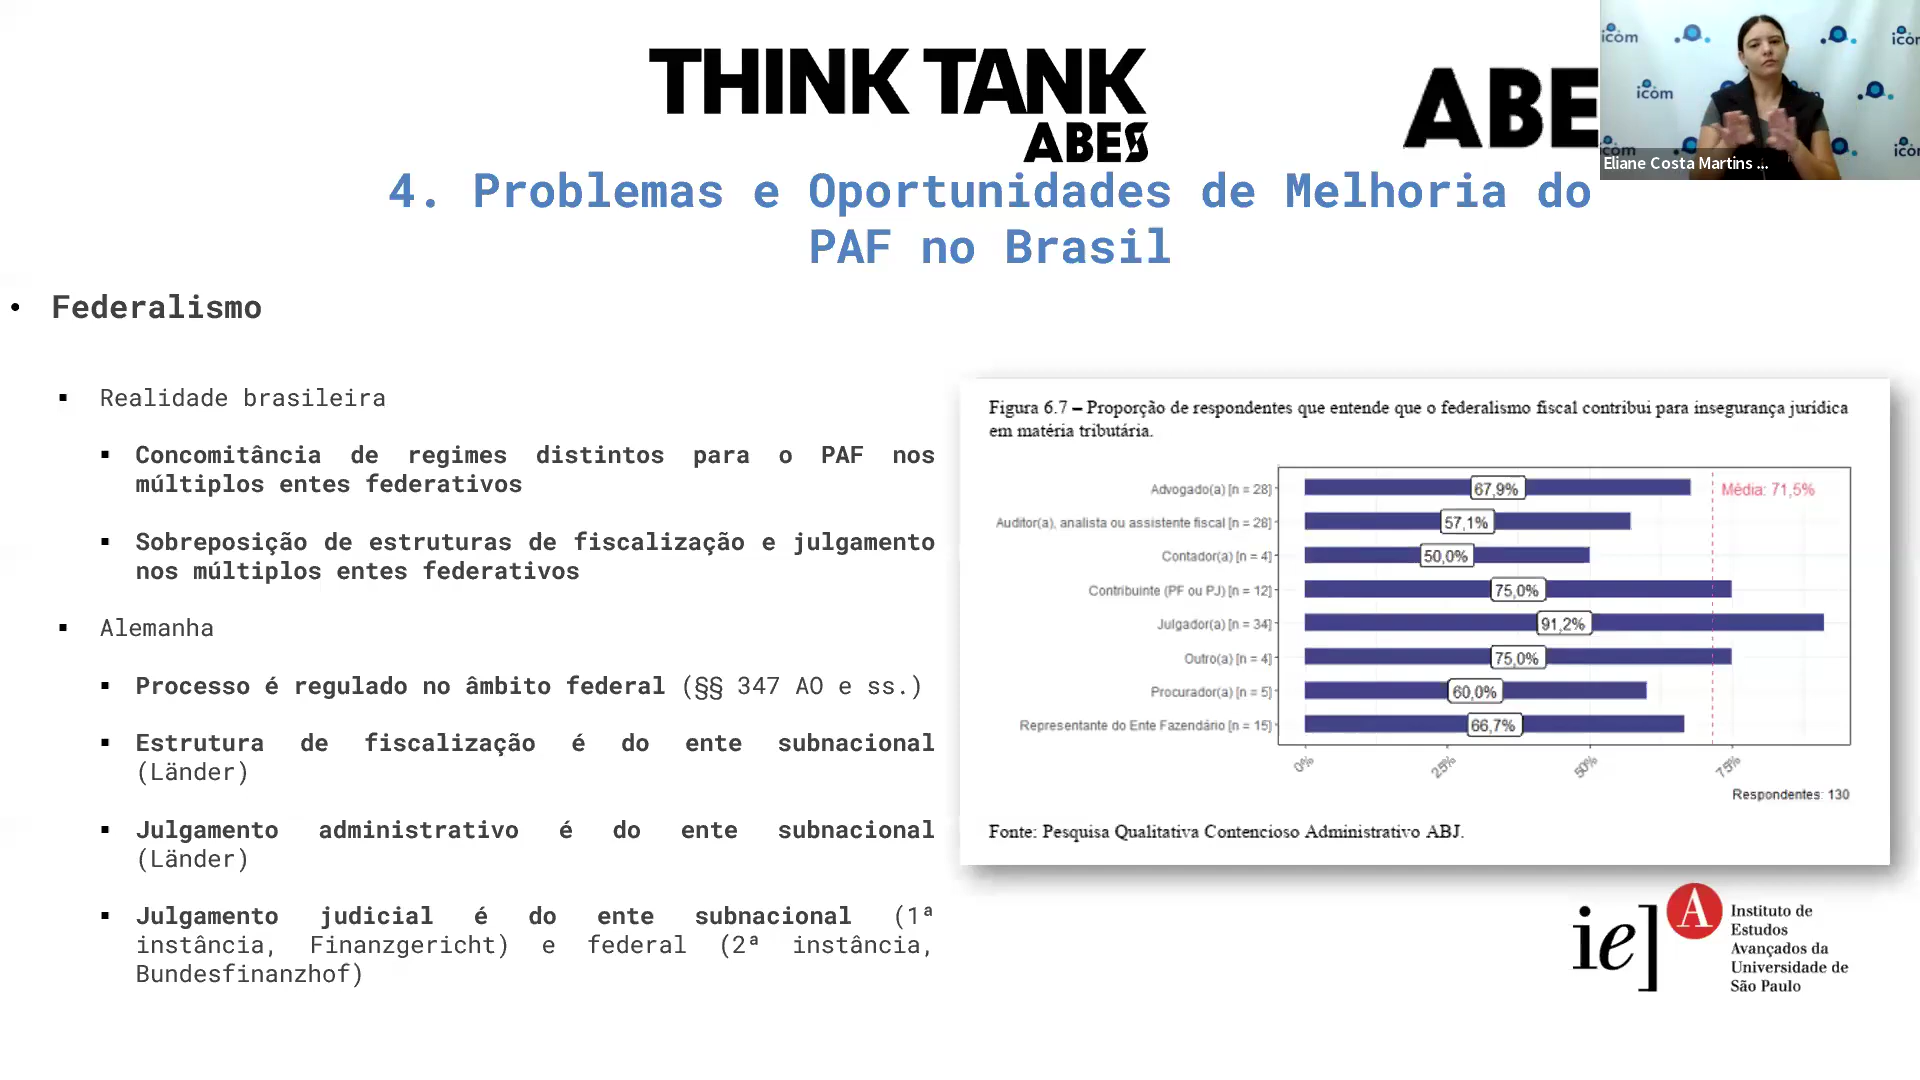 THINK TANK
ABES
ABE
icom
icom
icom
Eliane Costa Martins ...
4. Problemas e Oportunidades de Melhoria do
PAF no Brasil
• Federalismo
▪ Realidade brasileira
▪ Concomitância de regimes distintos para o PAF nos
múltiplos entes federativos
▪ Sobreposição de estruturas de fiscalização e julgamento
nos múltiplos entes federativos
▪ Alemanha
▪ Processo é regulado no âmbito federal (§§ 347 AO e ss.)
▪ Estrutura de fiscalização é do ente subnacional
(Länder)
▪ Julgamento administrativo é do ente subnacional
(Länder)
▪ Julgamento judicial é do ente subnacional (1ª
instância, Finanzgericht) e federal (2ª instância,
Bundesfinanzhof)
Figura 6.7 – Proporção de respondentes que entende que o federalismo fiscal contribui para insegurança jurídica
em matéria tributária.
Advogado(a) [n = 28] 67,9% Média: 71,5%
Auditor(a), analista ou assistente fiscal [n = 28] 57,1%
Contador(a) [n = 4] 50,0%
Contribuinte (PF ou PJ) [n = 12] 75,0%
Julgador(a) [n = 34] 91,2%
Outro(a) [n = 4] 75,0%
Procurador(a) [n = 5] 60,0%
Representante do Ente Fazendário [n = 15] 66,7%
0% 25% 50% 75%
Respondentes: 130
Fonte: Pesquisa Qualitativa Contencioso Administrativo ABJ.
ie] A
Instituto de
Estudos
Avançados da
Universidade de
São Paulo